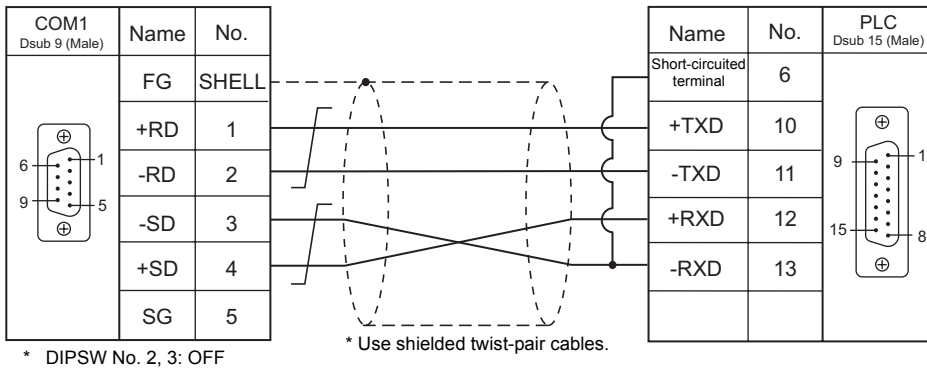 COM1
Dsub 9 (Male)
Name No.
FG SHELL
+RD 1
-RD 2
-SD 3
+SD 4
SG 5
6 1
9 5
* DIPSW No. 2, 3: OFF
* Use shielded twist-pair cables.
Name No.
PLC
Dsub 15 (Male)
Short-circuited
terminal 6
+TXD 10
-TXD 11
+RXD 12
-RXD 13
9 1
15 8